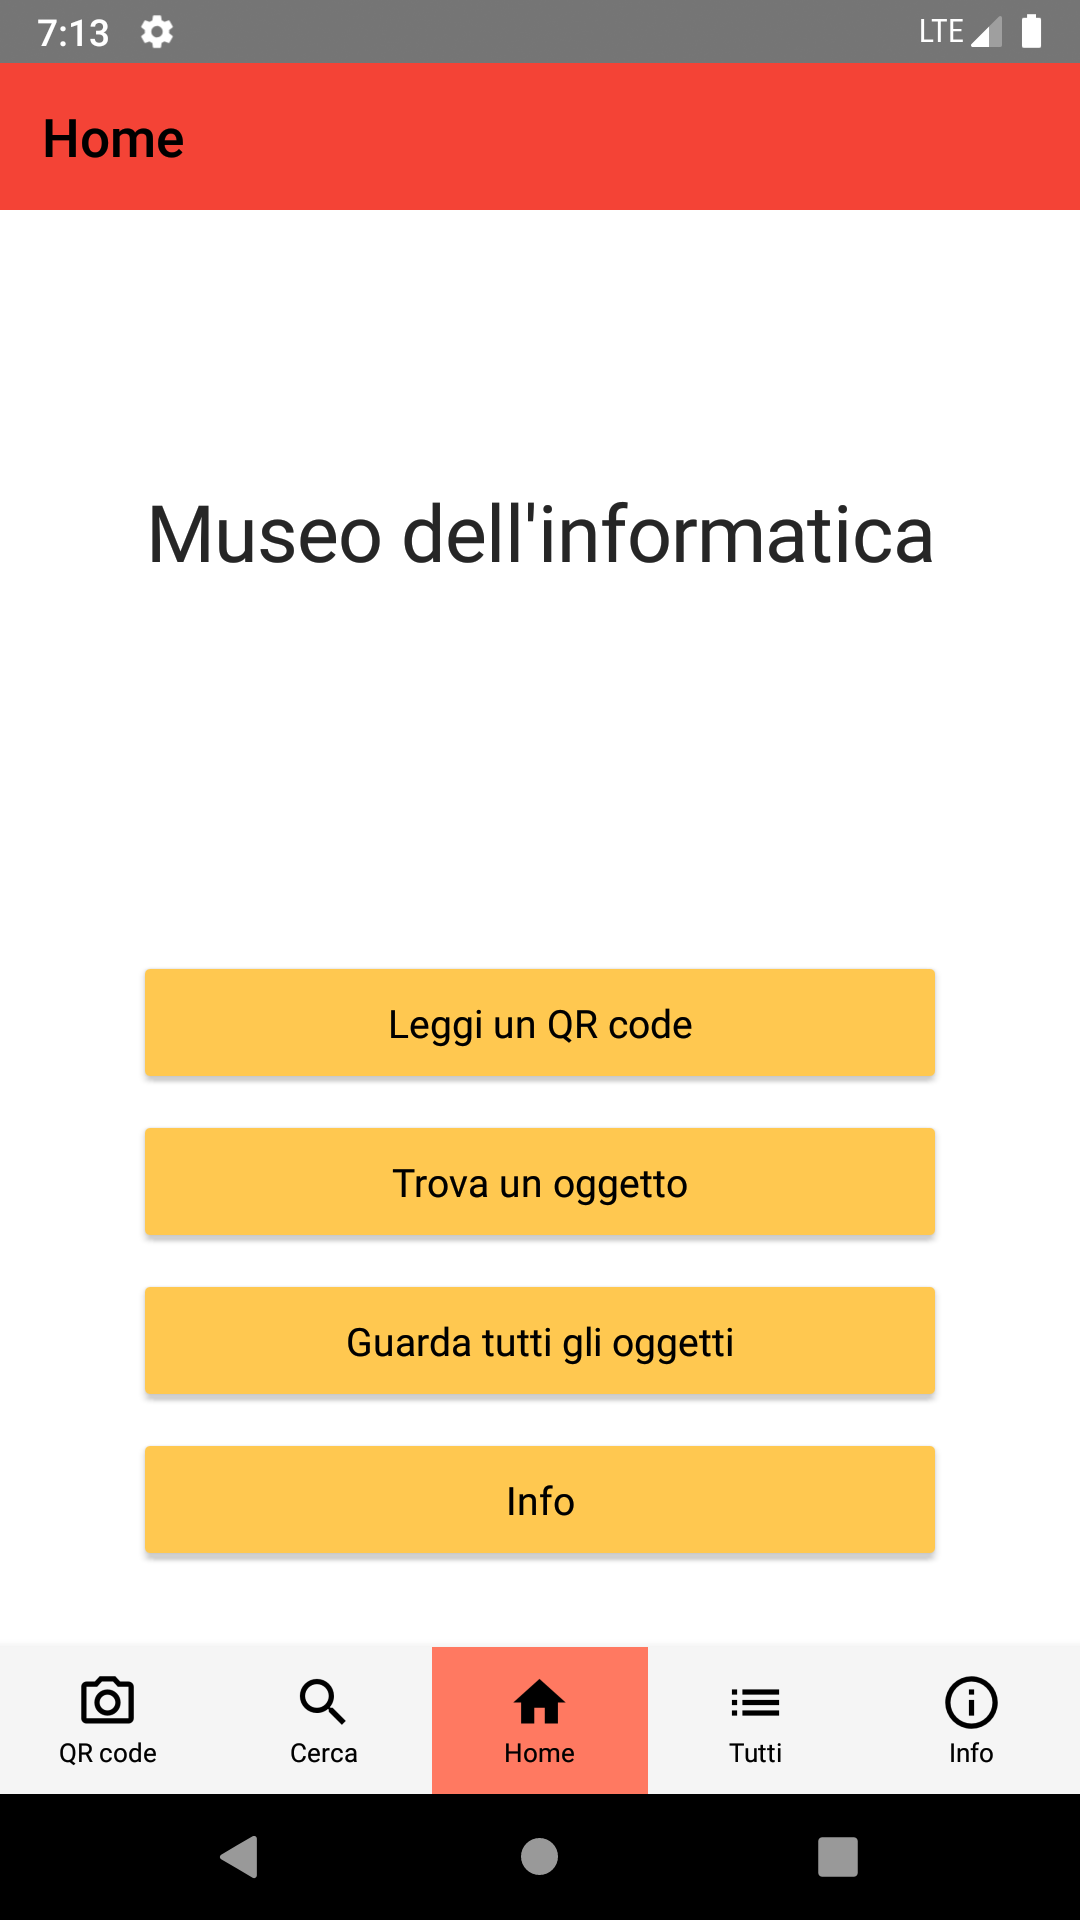 7:13
LTE
Home
Museo dell'informatica
Leggi un QR code
Trova un oggetto
Guarda tutti gli oggetti
Info
QR code
Cerca
Home
Tutti
Info